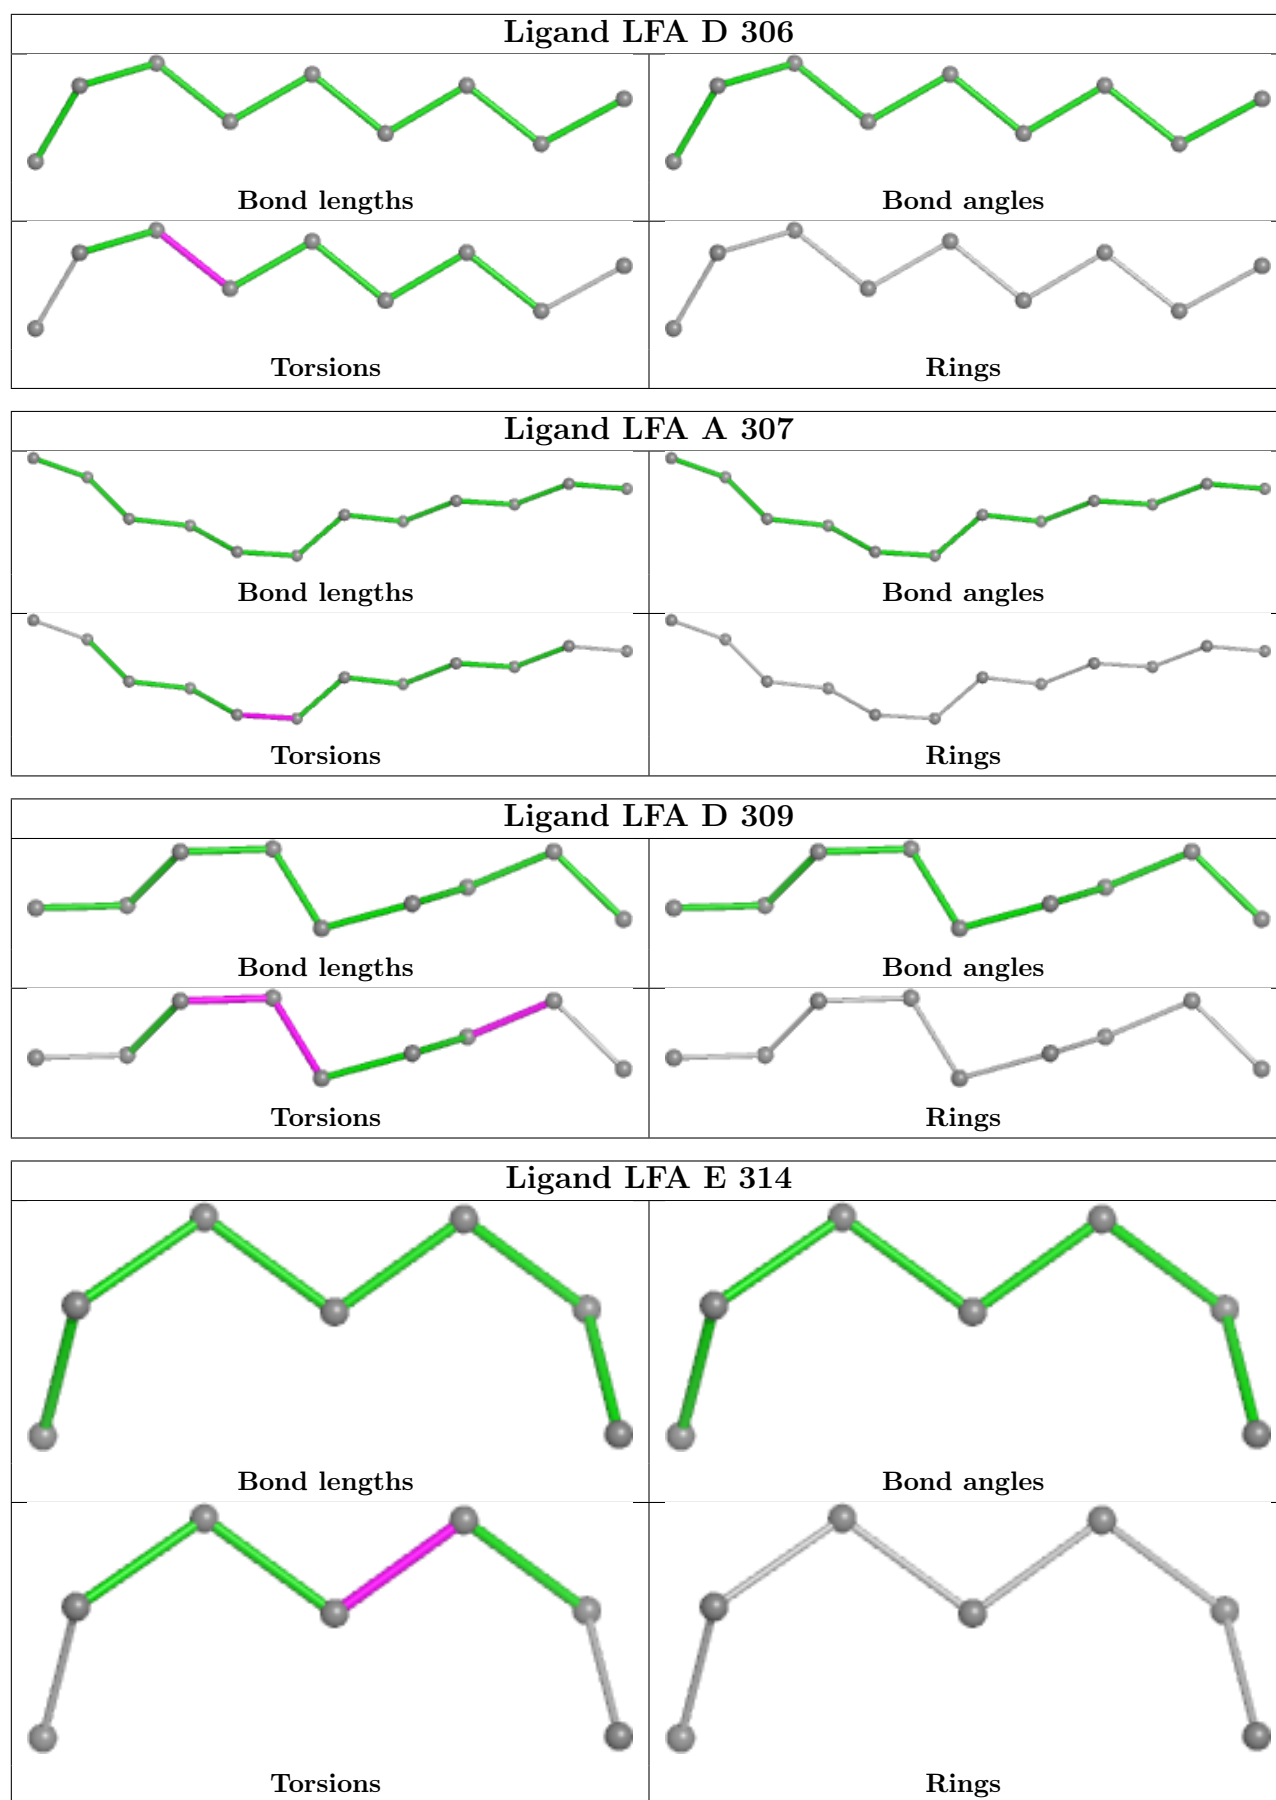 Ligand LFA D 306
Bond lengths
Bond angles
Torsions
Rings
Ligand LFA A 307
Bond lengths
Bond angles
Torsions
Rings
Ligand LFA D 309
Bond lengths
Bond angles
Torsions
Rings
Ligand LFA E 314
Bond lengths
Bond angles
Torsions
Rings